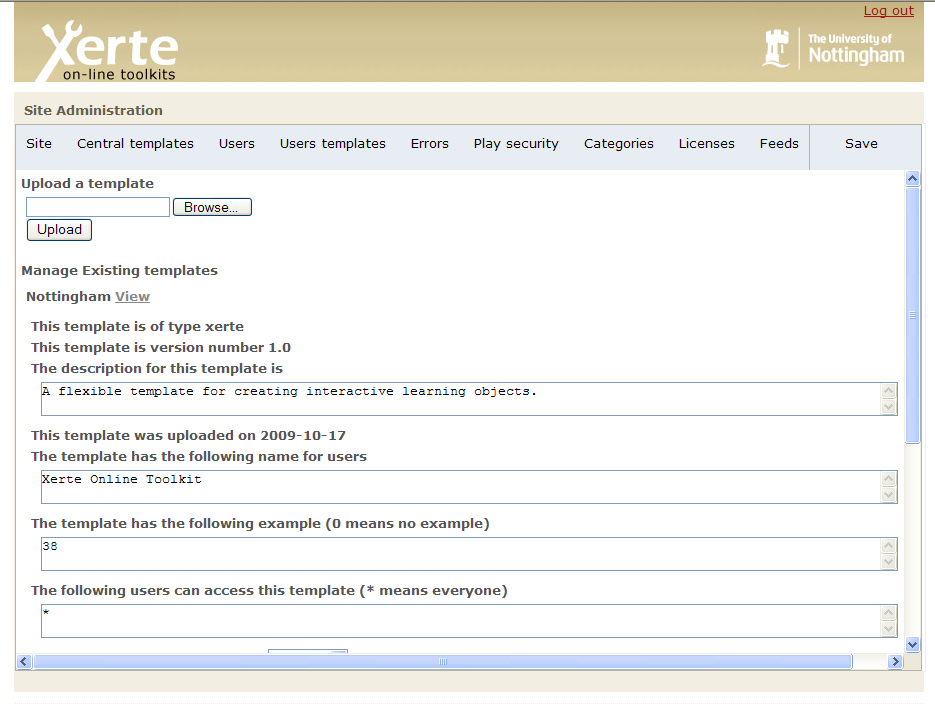 Log out
Xerte
on-line toolkits
The University of
Nottingham
Site Administration
Site Central templates Users Users templates Errors Play security Categories Licenses Feeds Save
Upload a template
Browse...
Upload
Manage Existing templates
Nottingham View
This template is of type xerte
This template is version number 1.0
The description for this template is
A flexible template for creating interactive learning objects.
This template was uploaded on 2009-10-17
The template has the following name for users
Xerte Online Toolkit
The template has the following example (0 means no example)
38
The following users can access this template (* means everyone)
*